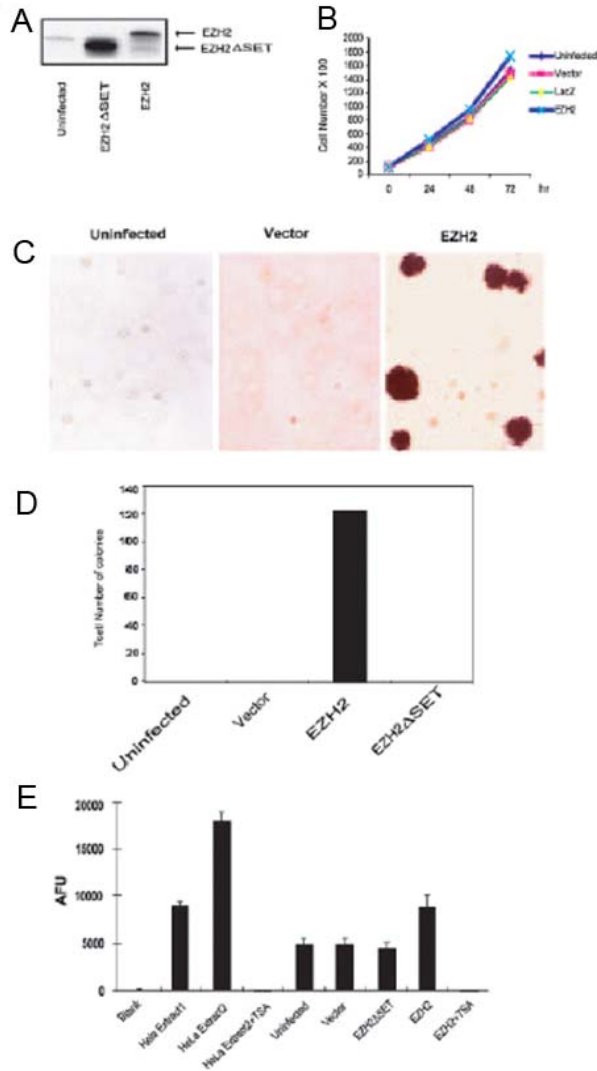 A
EZH2
EZH2ΔSET
Uninfected
EZH2 ΔSET
EZH2
B
Cell Number X 100
2000
1800
1600
1400
1200
1000
800
600
400
200
0
0 24 48 72 hr
Uninfected
Vector
LacZ
EZH2
C
Uninfected Vector EZH2
D
Number of colonies
140
120
100
80
60
40
20
0
Uninfected
Vector
EZH2
EZH2ΔSET
E
AFU
20000
15000
10000
5000
0
Blank
Hela Extract1
HeLa Extract2
HeLa Extract2+TSA
Uninfected
Vector
EZH2ΔSET
EZH2
EZH2+TSA